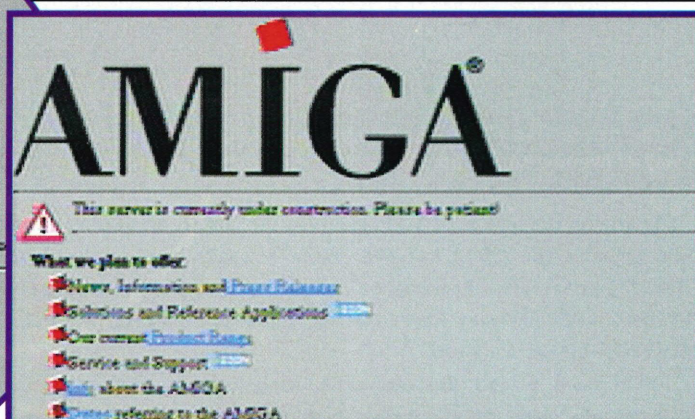 AMIGA®
This server is currently under construction. Please be patient!
What we plan to offer:
News, Information and Press Releases
Solutions and Reference Applications
Our current Product Range
Service and Support
Info about the AMIGA
Dates referring to the AMIGA